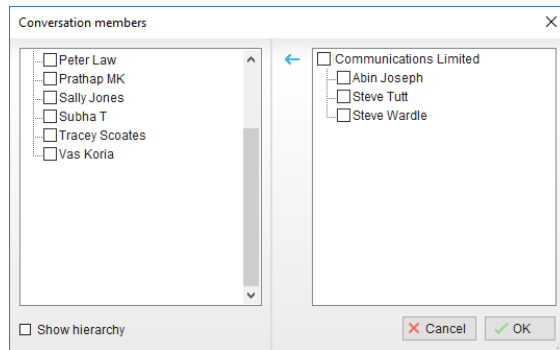 Conversation members
Peter Law
Prathap MK
Sally Jones
Subha T
Tracey Scoates
Vas Koria
Communications Limited
Abin Joseph
Steve Tutt
Steve Wardle
Show hierarchy
Cancel
OK